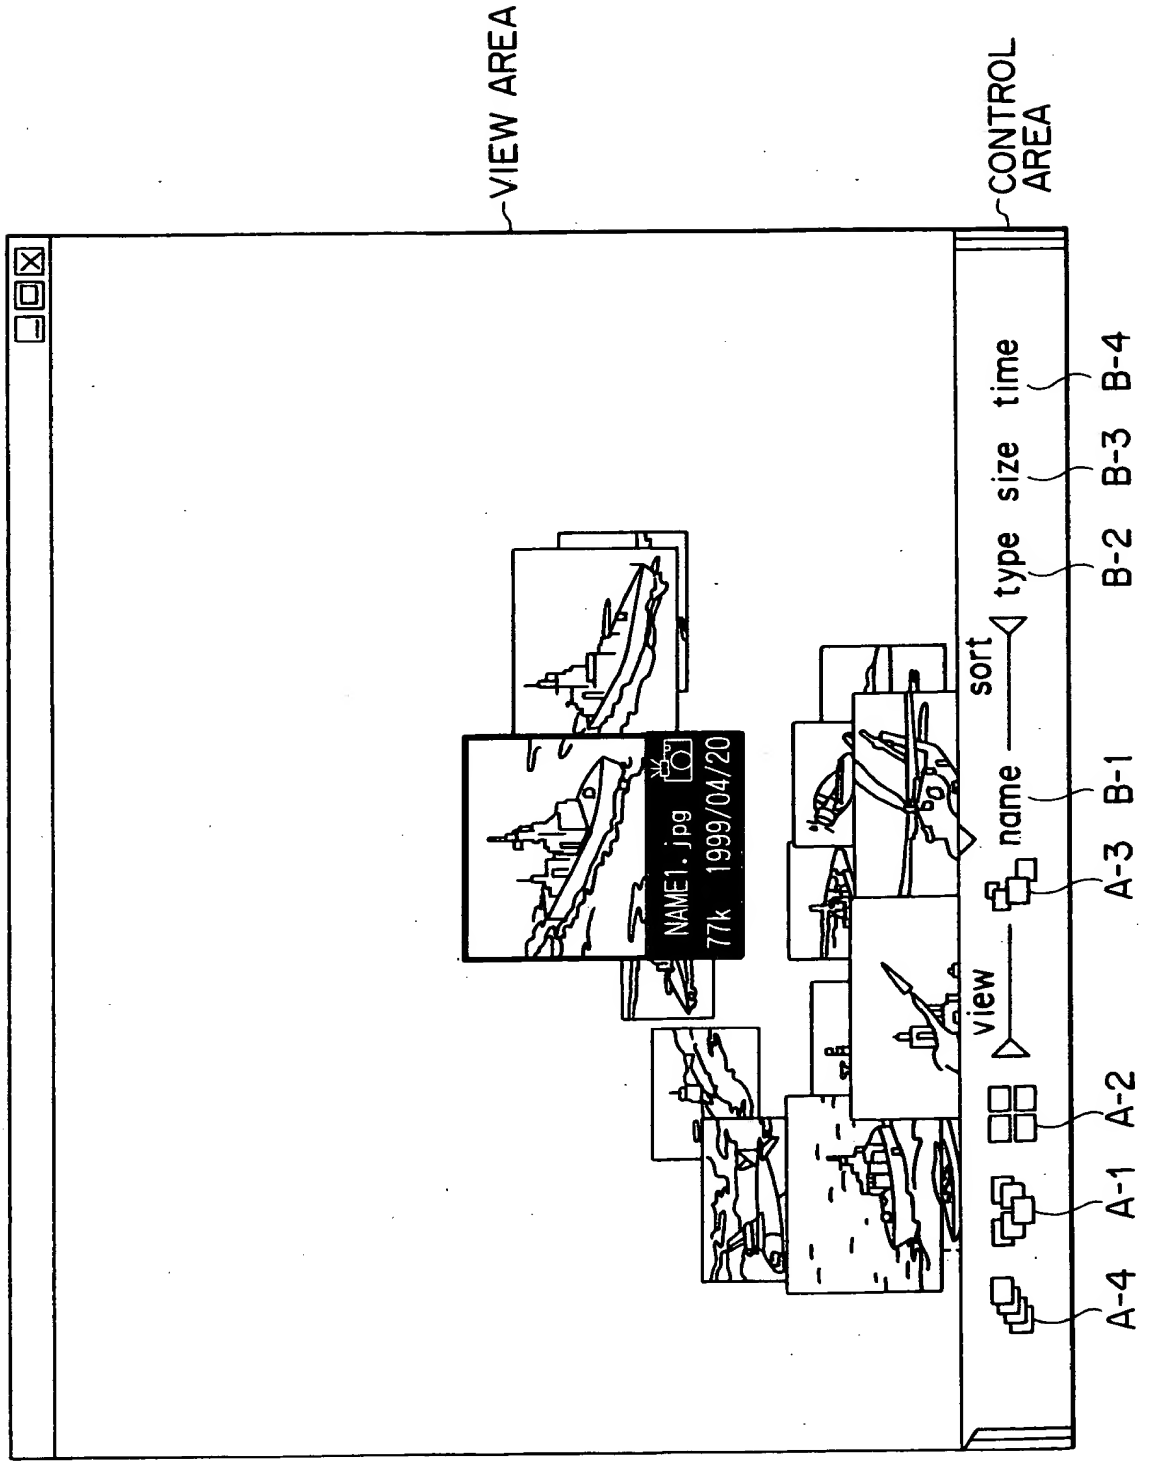 VIEW AREA
CONTROL
AREA
NAME1.jpg
77k 1999/04/20
view
sort
name
type
size
time
A-4
A-1
A-2
A-3
B-1
B-2
B-3
B-4